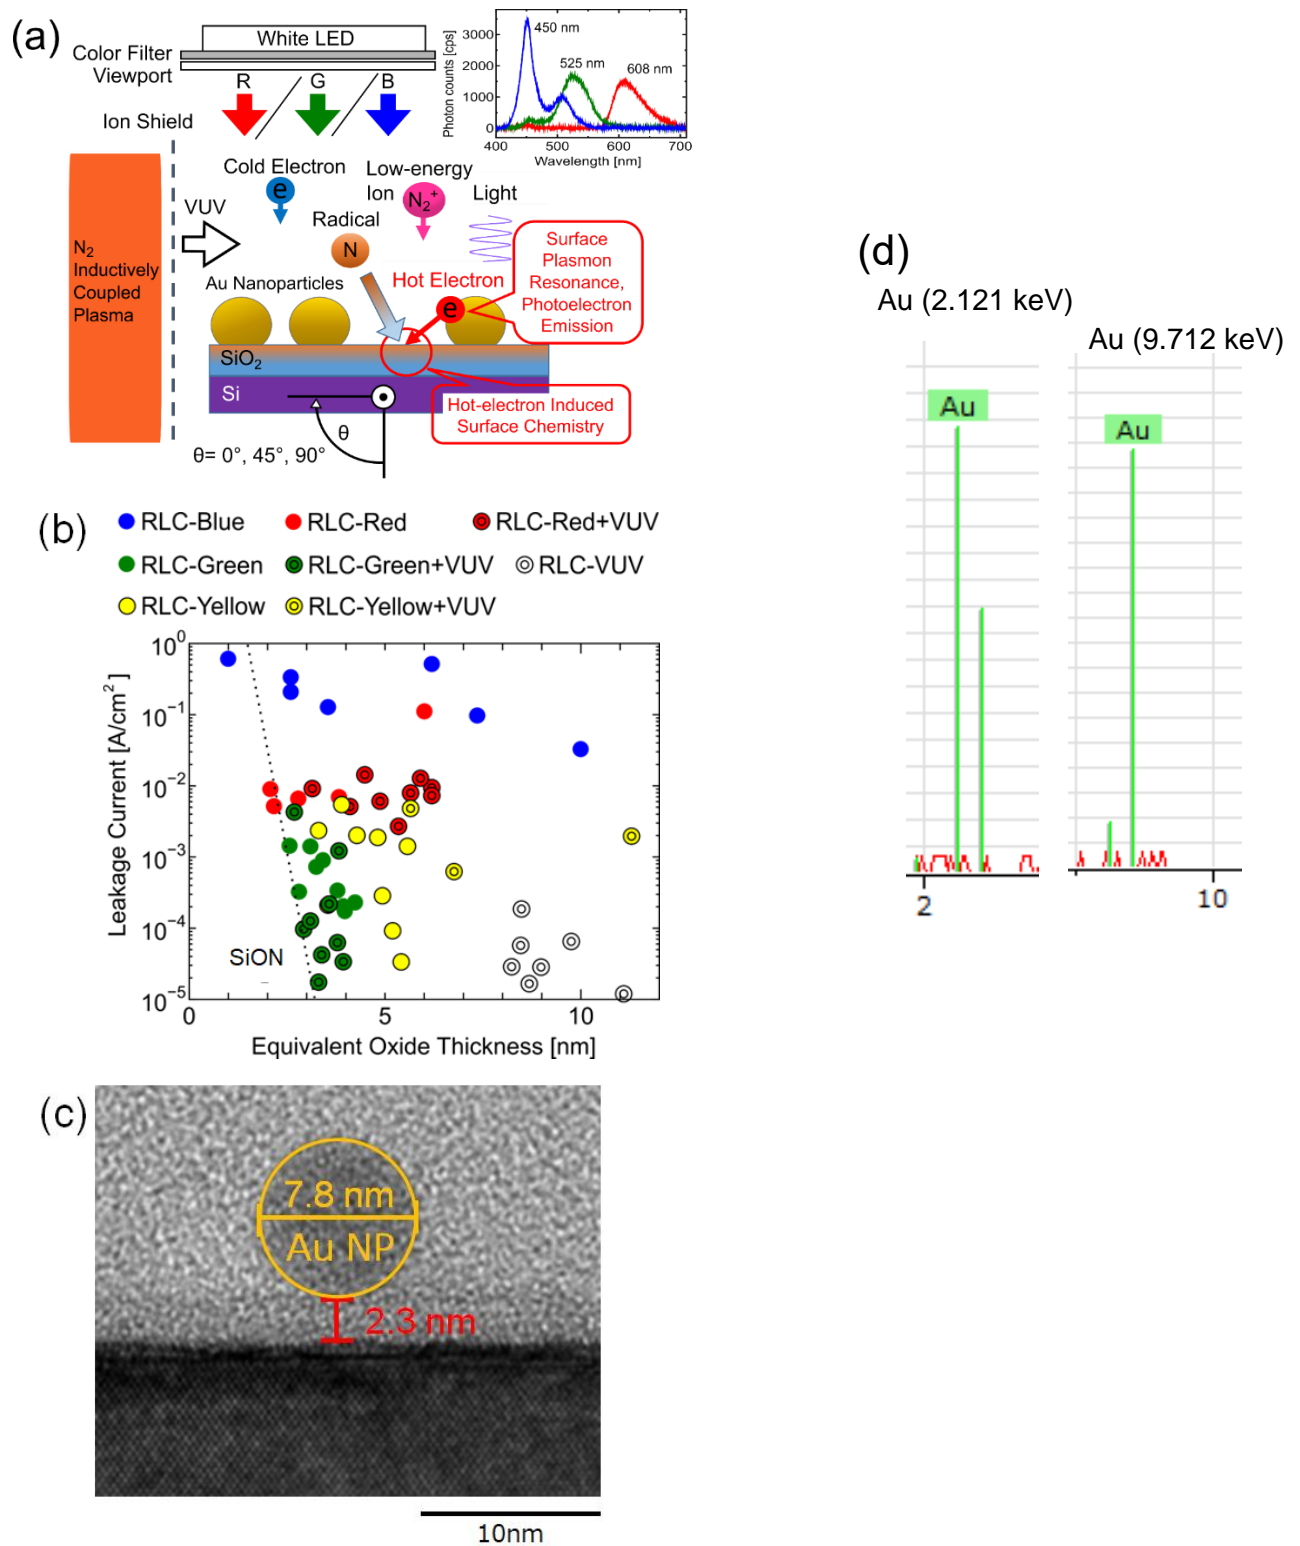 (a)
White LED
Color Filter
Viewport
R
G
B
Ion Shield
Cold Electron
e
Low-energy
Ion
N2+
Light
VUV
Radical
N
N2
Inductively
Coupled
Plasma
Au Nanoparticles
Hot Electron
e
Surface
Plasmon
Resonance,
Photoelectron
Emission
SiO2
Si
Hot-electron Induced
Surface Chemistry
θ
θ= 0°, 45°, 90°
Photon counts [cps]
3000
2000
1000
0
450 nm
525 nm
608 nm
400 500 600 700
Wavelength [nm]
(b)
RLC-Blue
RLC-Red
RLC-Red+VUV
RLC-Green
RLC-Green+VUV
RLC-VUV
RLC-Yellow
RLC-Yellow+VUV
Leakage Current [A/cm2]
10^0
10^-1
10^-2
10^-3
10^-4
10^-5
SiON
0 5 10
Equivalent Oxide Thickness [nm]
(c)
7.8 nm
Au NP
2.3 nm
10nm
(d)
Au (2.121 keV)
Au (9.712 keV)
Au
Au
2
10